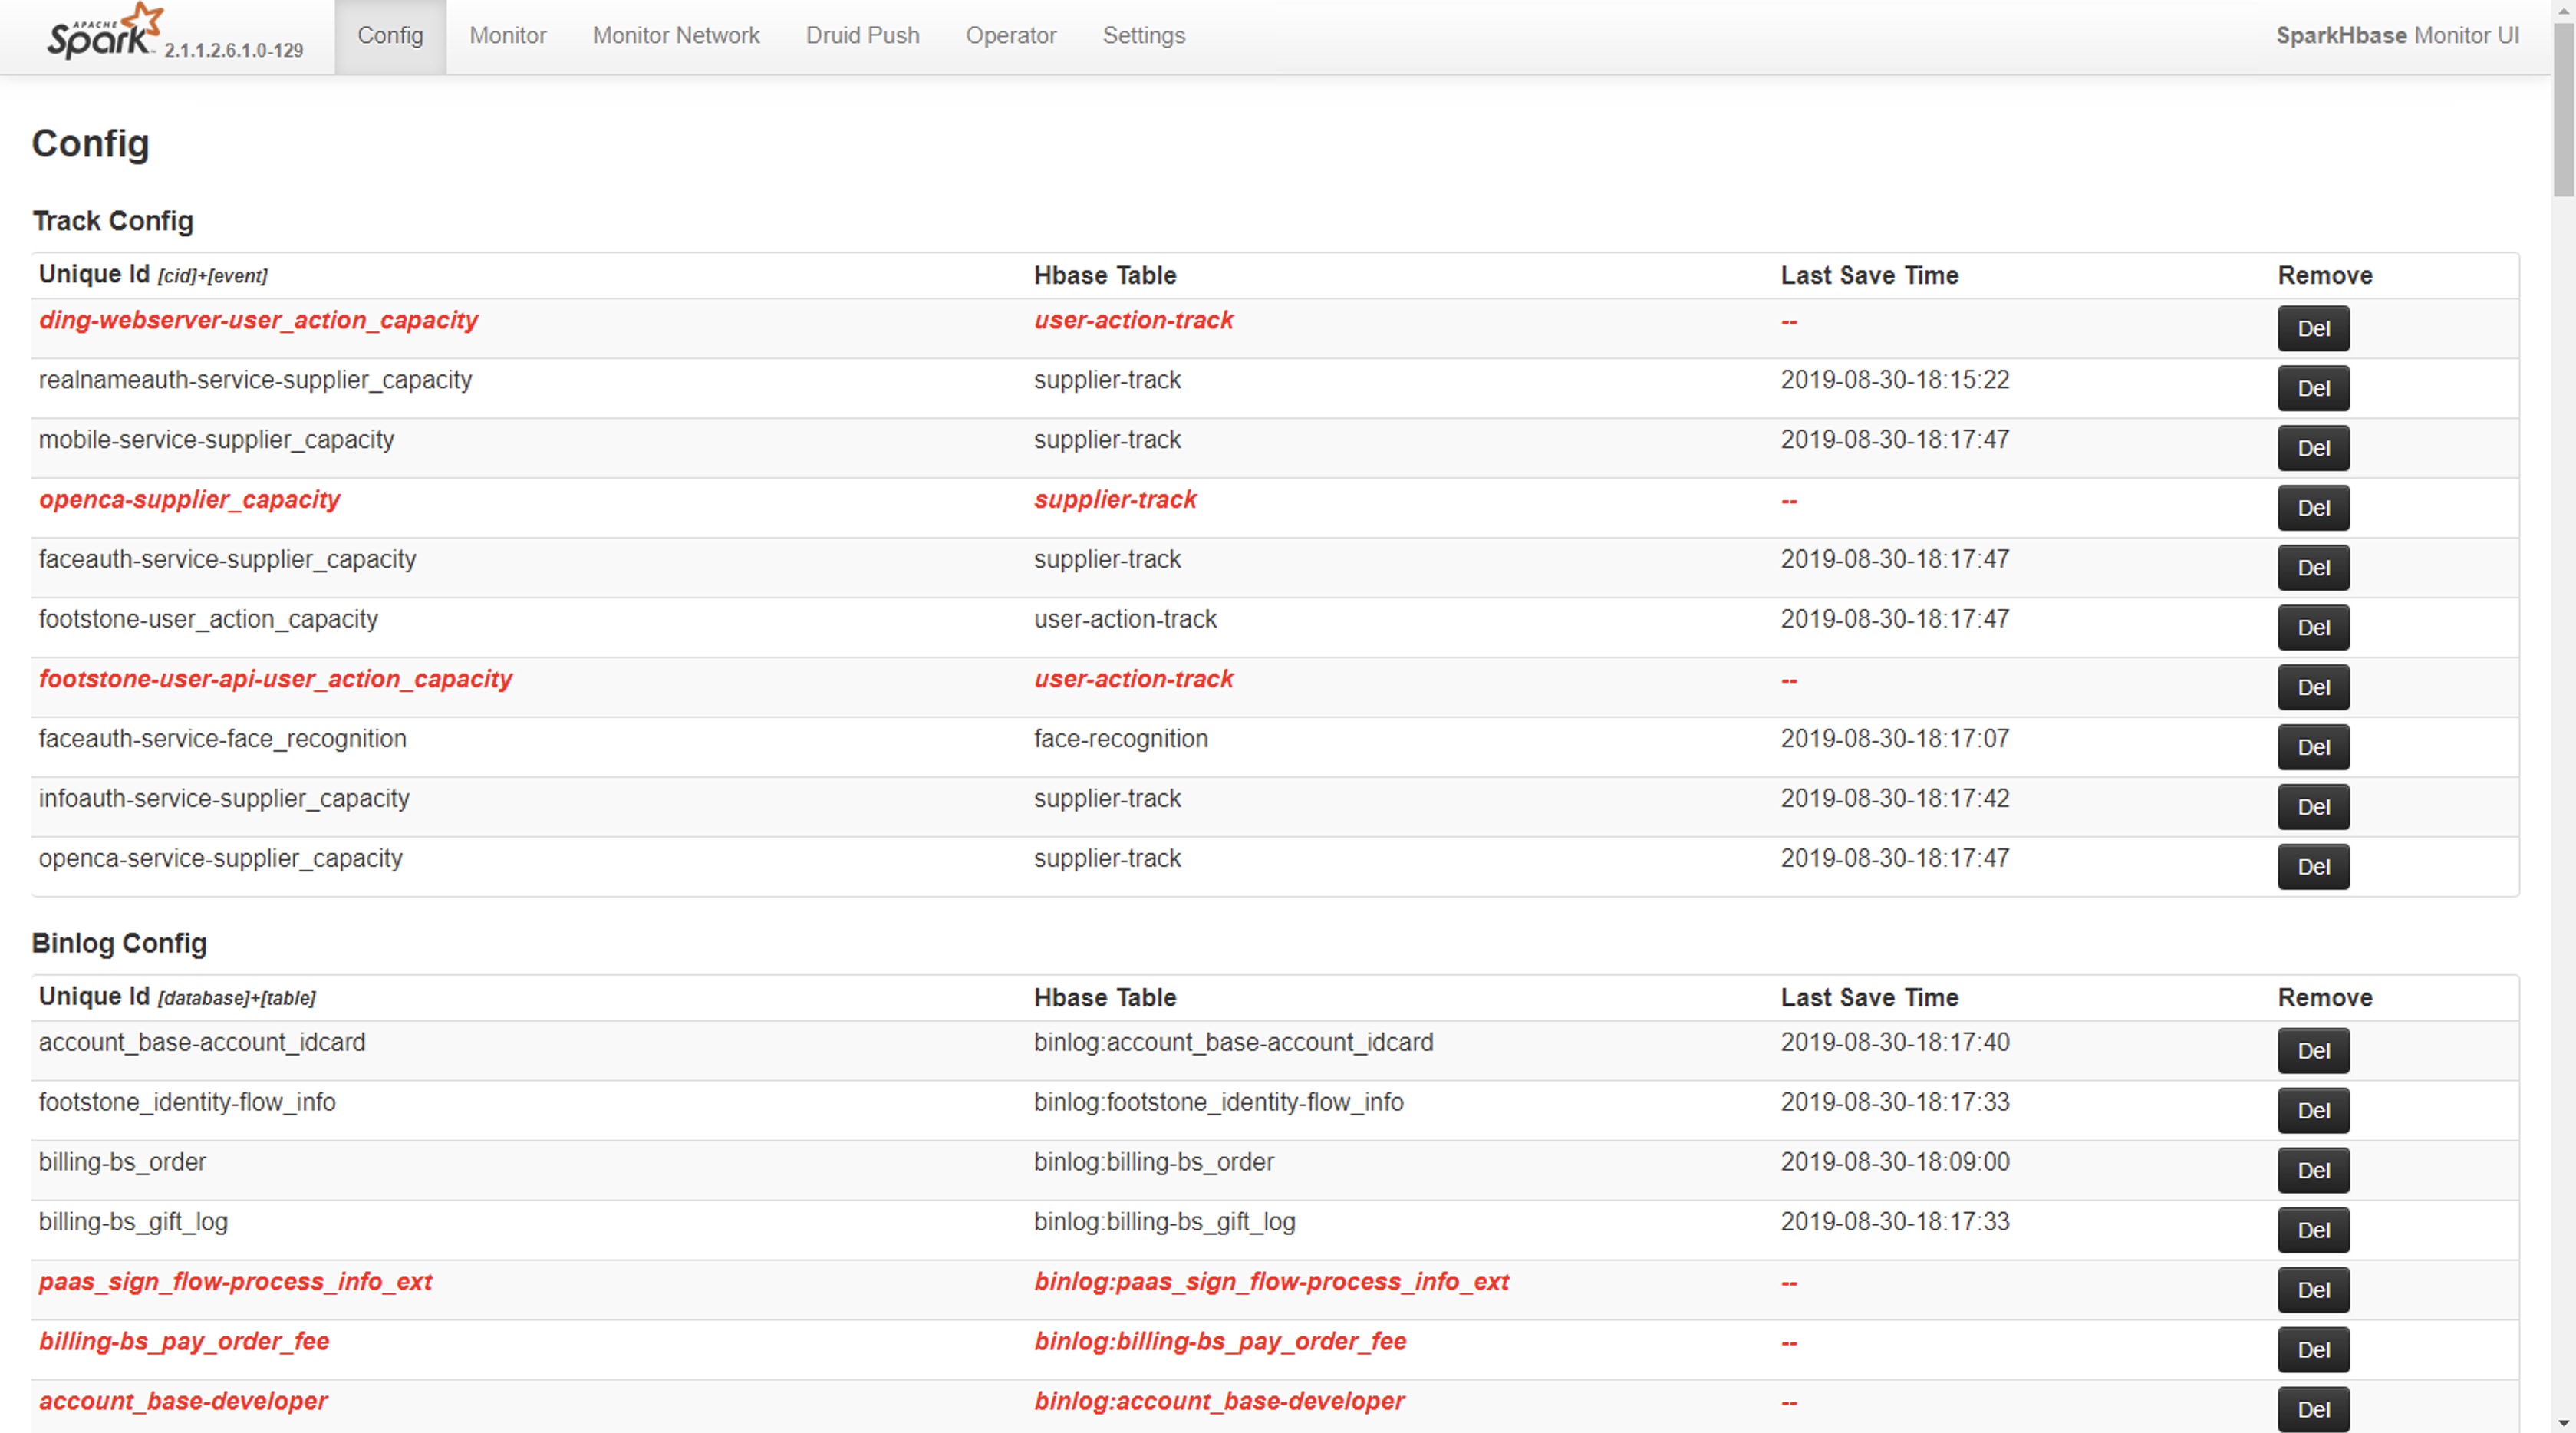 APACHE Spark 2.1.1.2.6.1.0-129 Config Monitor Monitor Network Druid Push Operator Settings SparkHbase Monitor UI
Config
Track Config
Unique Id [cid]+[event] Hbase Table Last Save Time Remove
ding-webserver-user_action_capacity user-action-track -- Del
realnameauth-service-supplier_capacity supplier-track 2019-08-30-18:15:22 Del
mobile-service-supplier_capacity supplier-track 2019-08-30-18:17:47 Del
openca-supplier_capacity supplier-track -- Del
faceauth-service-supplier_capacity supplier-track 2019-08-30-18:17:47 Del
footstone-user_action_capacity user-action-track 2019-08-30-18:17:47 Del
footstone-user-api-user_action_capacity user-action-track -- Del
faceauth-service-face_recognition face-recognition 2019-08-30-18:17:07 Del
infoauth-service-supplier_capacity supplier-track 2019-08-30-18:17:42 Del
openca-service-supplier_capacity supplier-track 2019-08-30-18:17:47 Del
Binlog Config
Unique Id [database]+[table] Hbase Table Last Save Time Remove
account_base-account_idcard binlog:account_base-account_idcard 2019-08-30-18:17:40 Del
footstone_identity-flow_info binlog:footstone_identity-flow_info 2019-08-30-18:17:33 Del
billing-bs_order binlog:billing-bs_order 2019-08-30-18:09:00 Del
billing-bs_gift_log binlog:billing-bs_gift_log 2019-08-30-18:17:33 Del
paas_sign_flow-process_info_ext binlog:paas_sign_flow-process_info_ext -- Del
billing-bs_pay_order_fee binlog:billing-bs_pay_order_fee -- Del
account_base-developer binlog:account_base-developer -- Del